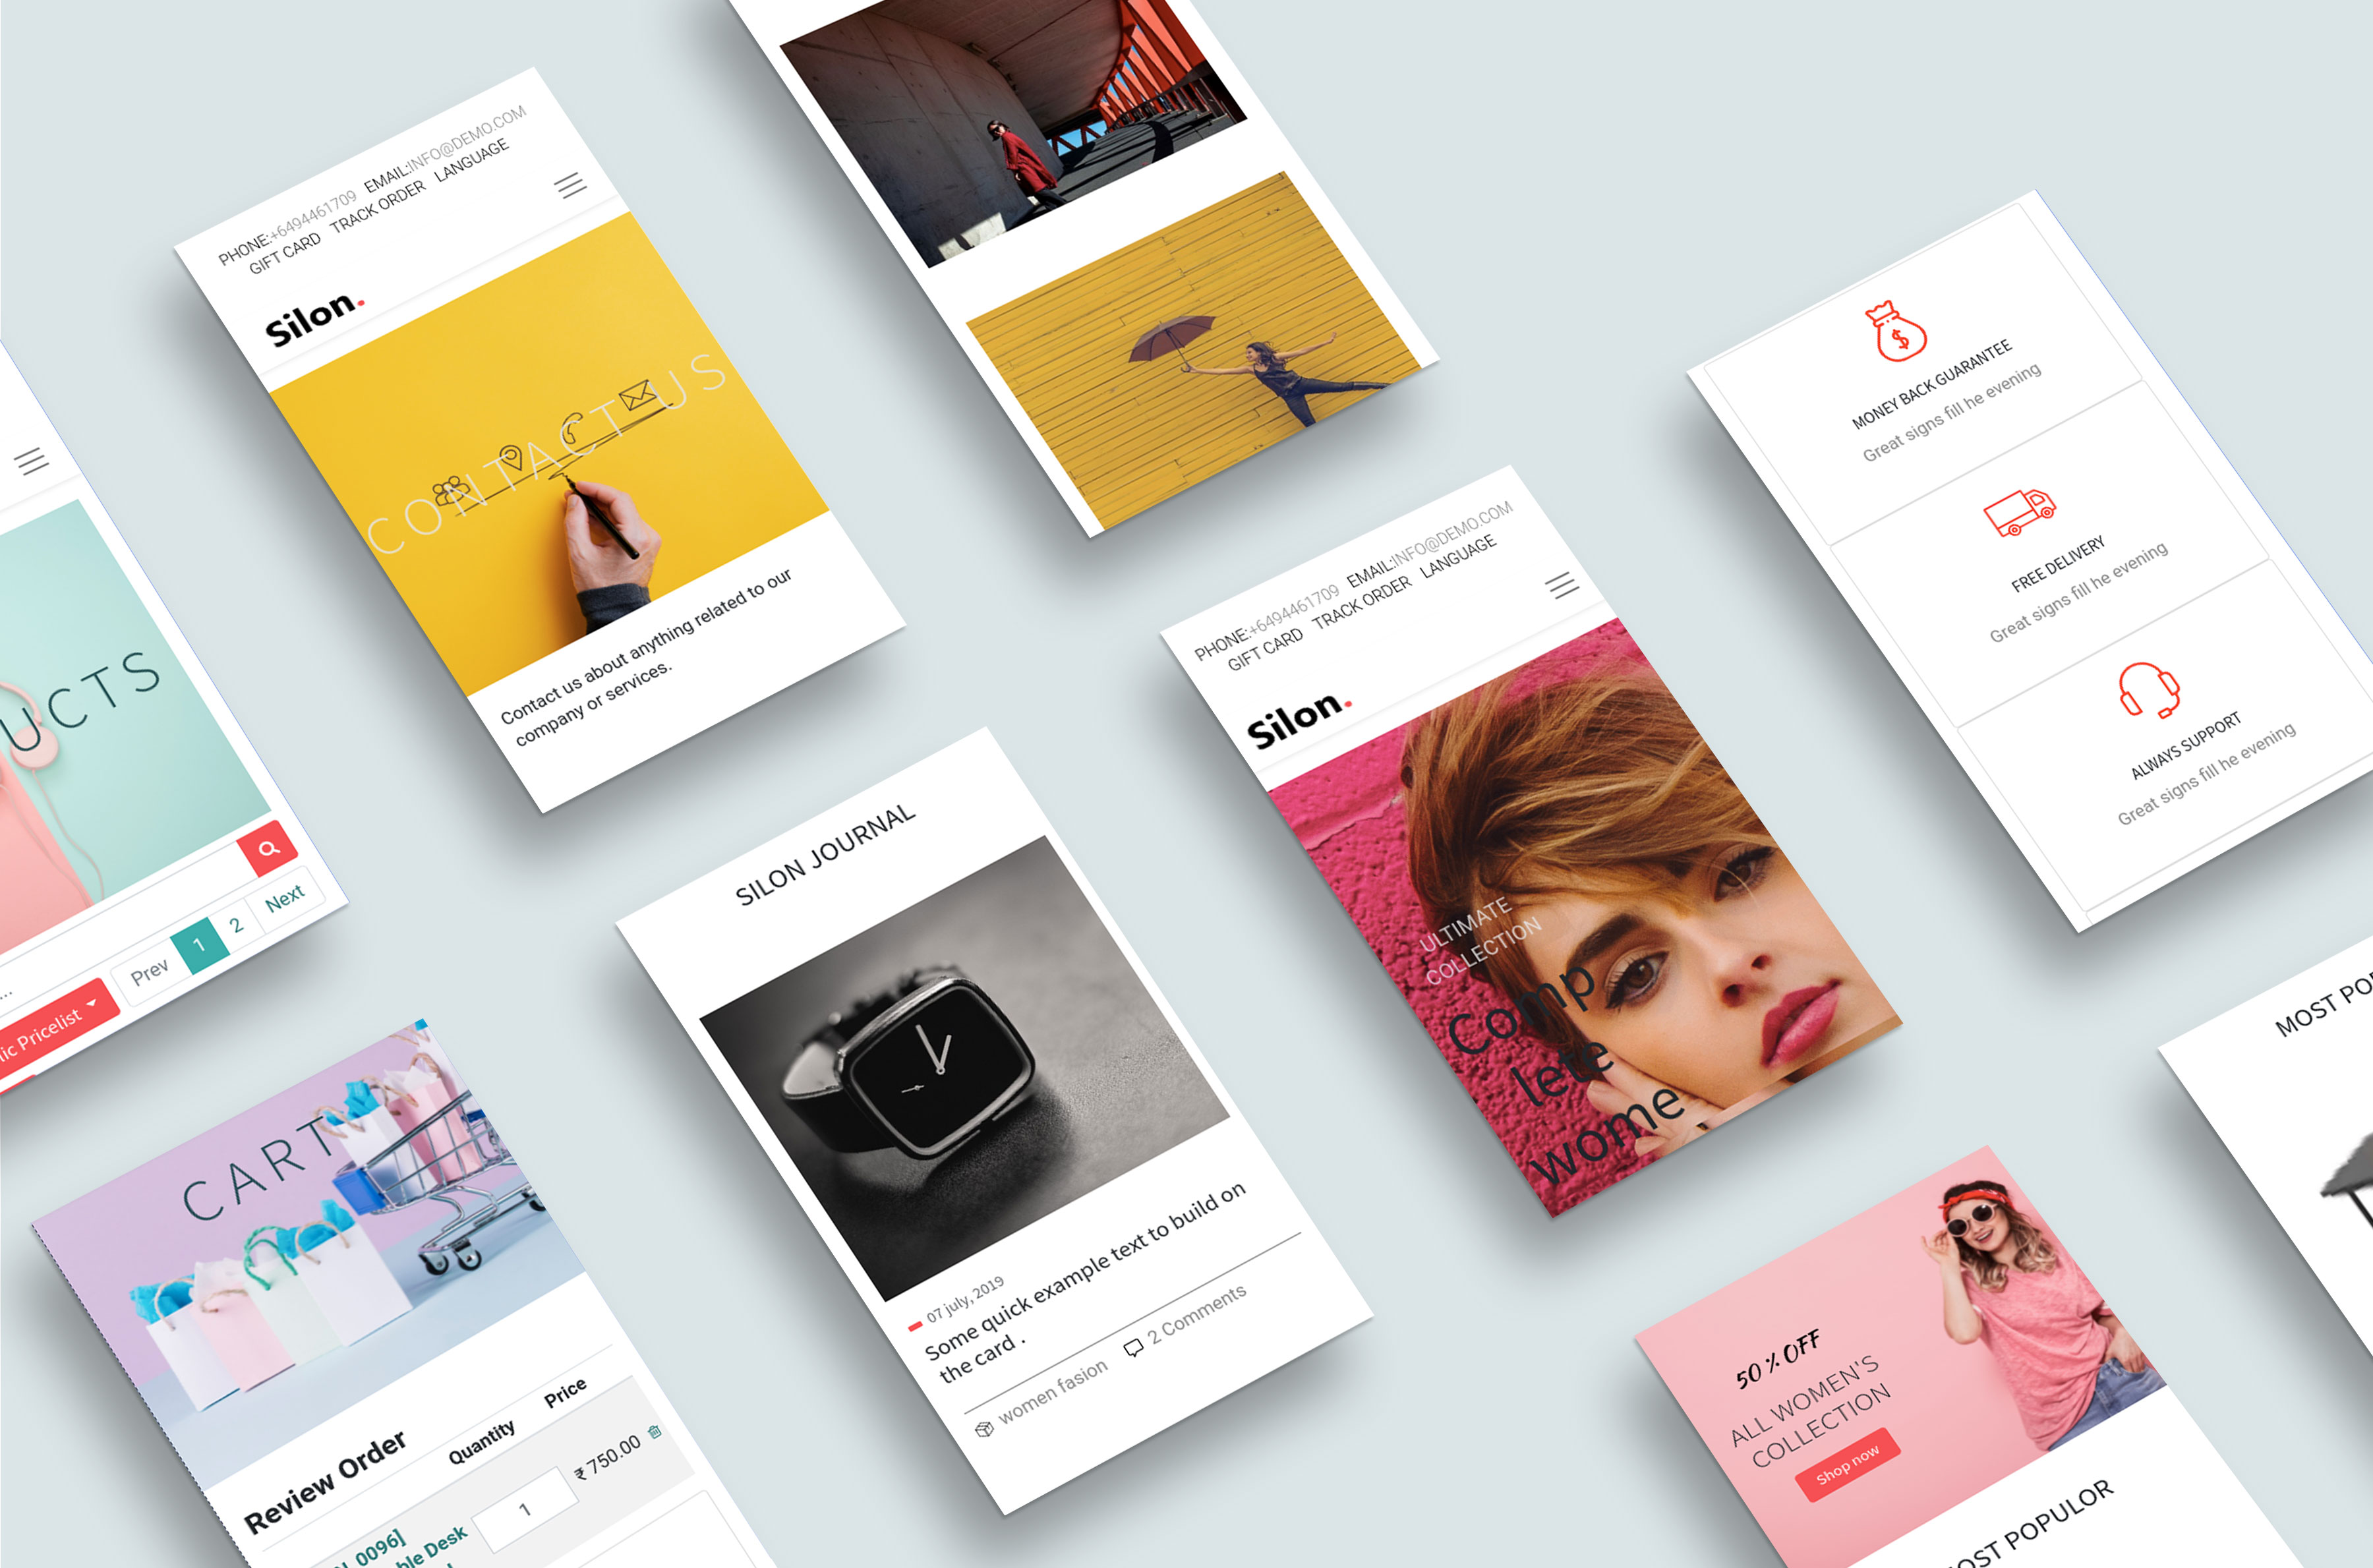 PHONE:+6494461709 EMAIL:INFO@DEMO.COM
GIFT CARD TRACK ORDER LANGUAGE
Silon.
CONTACT US
Contact us about anything related to our
company or services.
UCTS
...
Pricelist
Prev 1 2 Next
CART
Review Order
Quantity Price
0096]
Desk
1
₹ 750.00
SILON JOURNAL
07 july, 2019
Some quick example text to build on
the card .
women fasion 2 Comments
PHONE:+6494461709 EMAIL:INFO@DEMO.COM
GIFT CARD TRACK ORDER LANGUAGE
Silon.
ULTIMATE
COLLECTION
Comp
lete
wome
MONEY BACK GUARANTEE
Great signs fill he evening
FREE DELIVERY
Great signs fill he evening
ALWAYS SUPPORT
Great signs fill he evening
50% OFF
ALL WOMEN'S
COLLECTION
Shop now
OST POPULOR
MOST PO